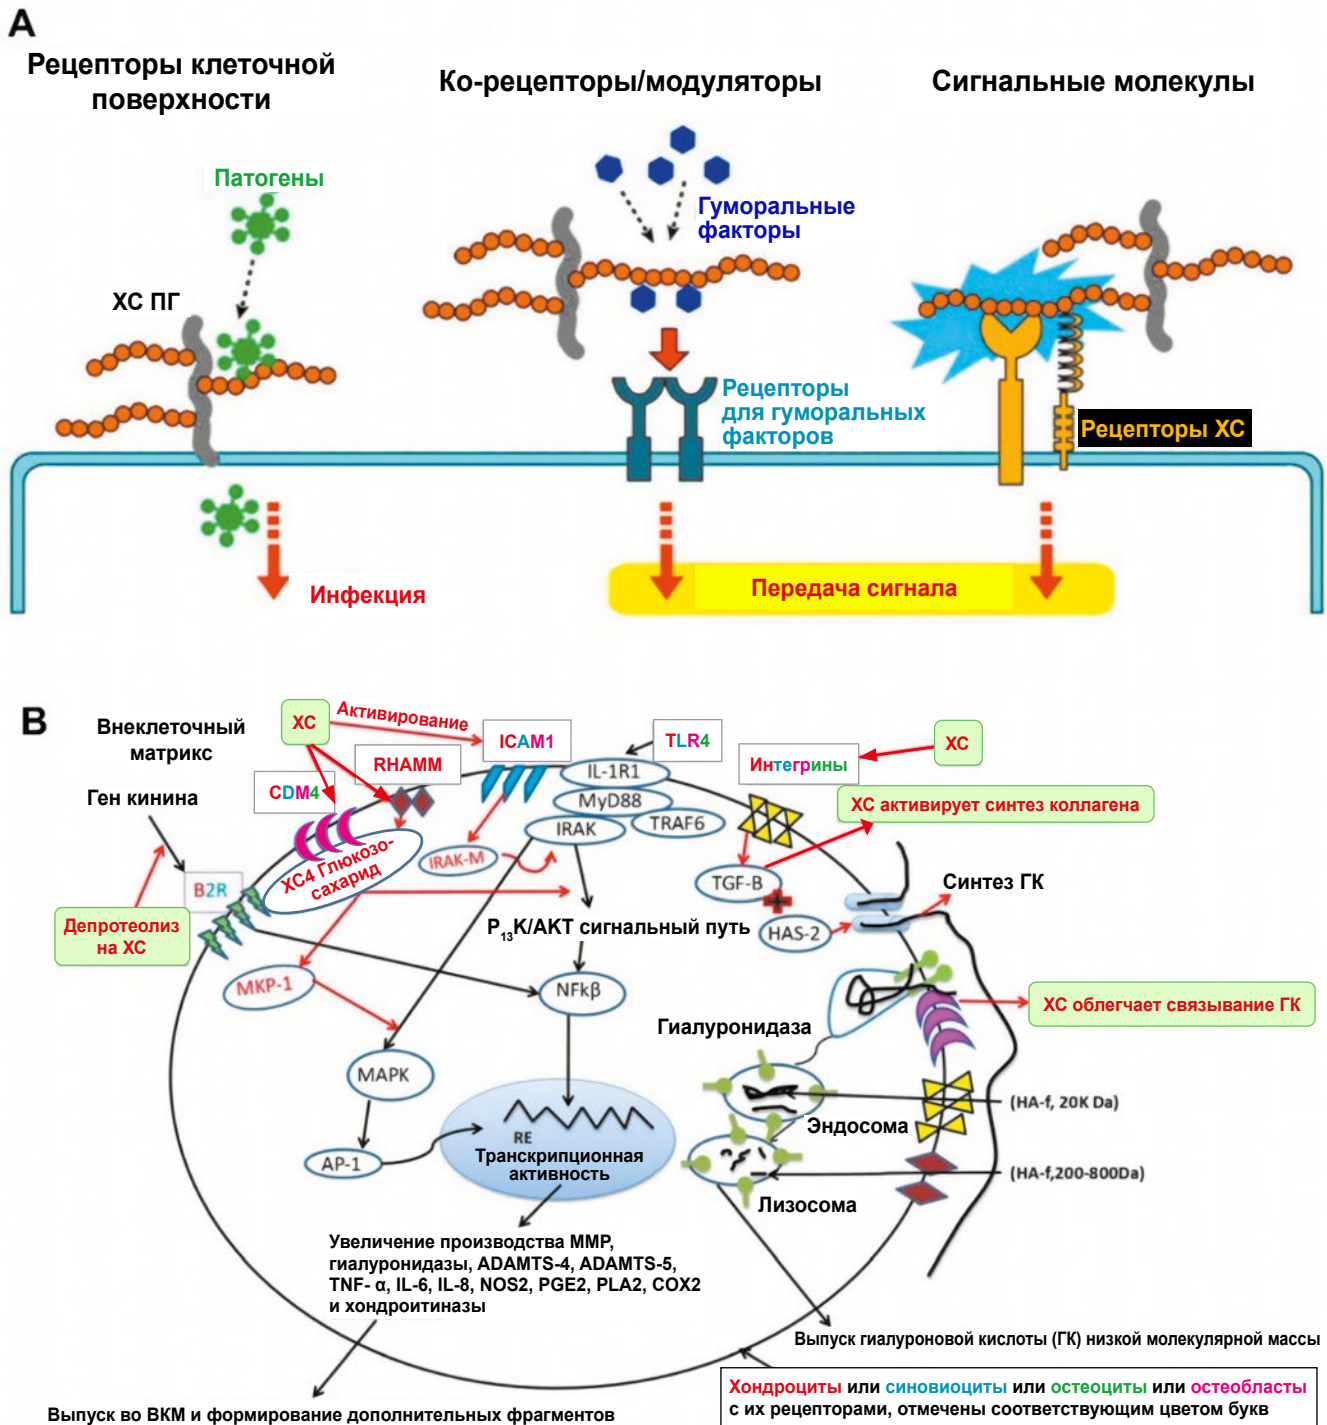 A
Рецепторы клеточной
поверхности
Ко-рецепторы/модуляторы
Сигнальные молекулы
Патогены
Гуморальные
факторы
ХС ПГ
Рецепторы
для гуморальных
факторов
Рецепторы ХС
Инфекция
Передача сигнала
B
Внеклеточный
матрикс
ХС
Активирование
ICAM1
TLR4
ХС
RHAMM
Интегрины
CDM4
IL-1R1
Ген кинина
MyD88
ХС активирует синтез коллагена
IRAK
TRAF6
ХС4 Глюкозо-
сахарид
IRAK-M
B2R
TGF-B
Синтез ГК
Депротеолиз
на ХС
P13K/AKT сигнальный путь
HAS-2
MKP-1
NFkβ
ХС облегчает связывание ГК
Гиалуронидаза
MAPK
(HA-f, 20K Da)
Эндосома
RE
Транскрипционная
активность
AP-1
(HA-f,200-800Da)
Лизосома
Увеличение производства MMP,
гиалуронидазы, ADAMTS-4, ADAMTS-5,
TNF- α, IL-6, IL-8, NOS2, PGE2, PLA2, COX2
и хондроитиназы
Выпуск гиалуроновой кислоты (ГК) низкой молекулярной массы
Хондроциты или синовиоциты или остеоциты или остеобласты
с их рецепторами, отмечены соответствующим цветом букв
Выпуск во ВКМ и формирование дополнительных фрагментов